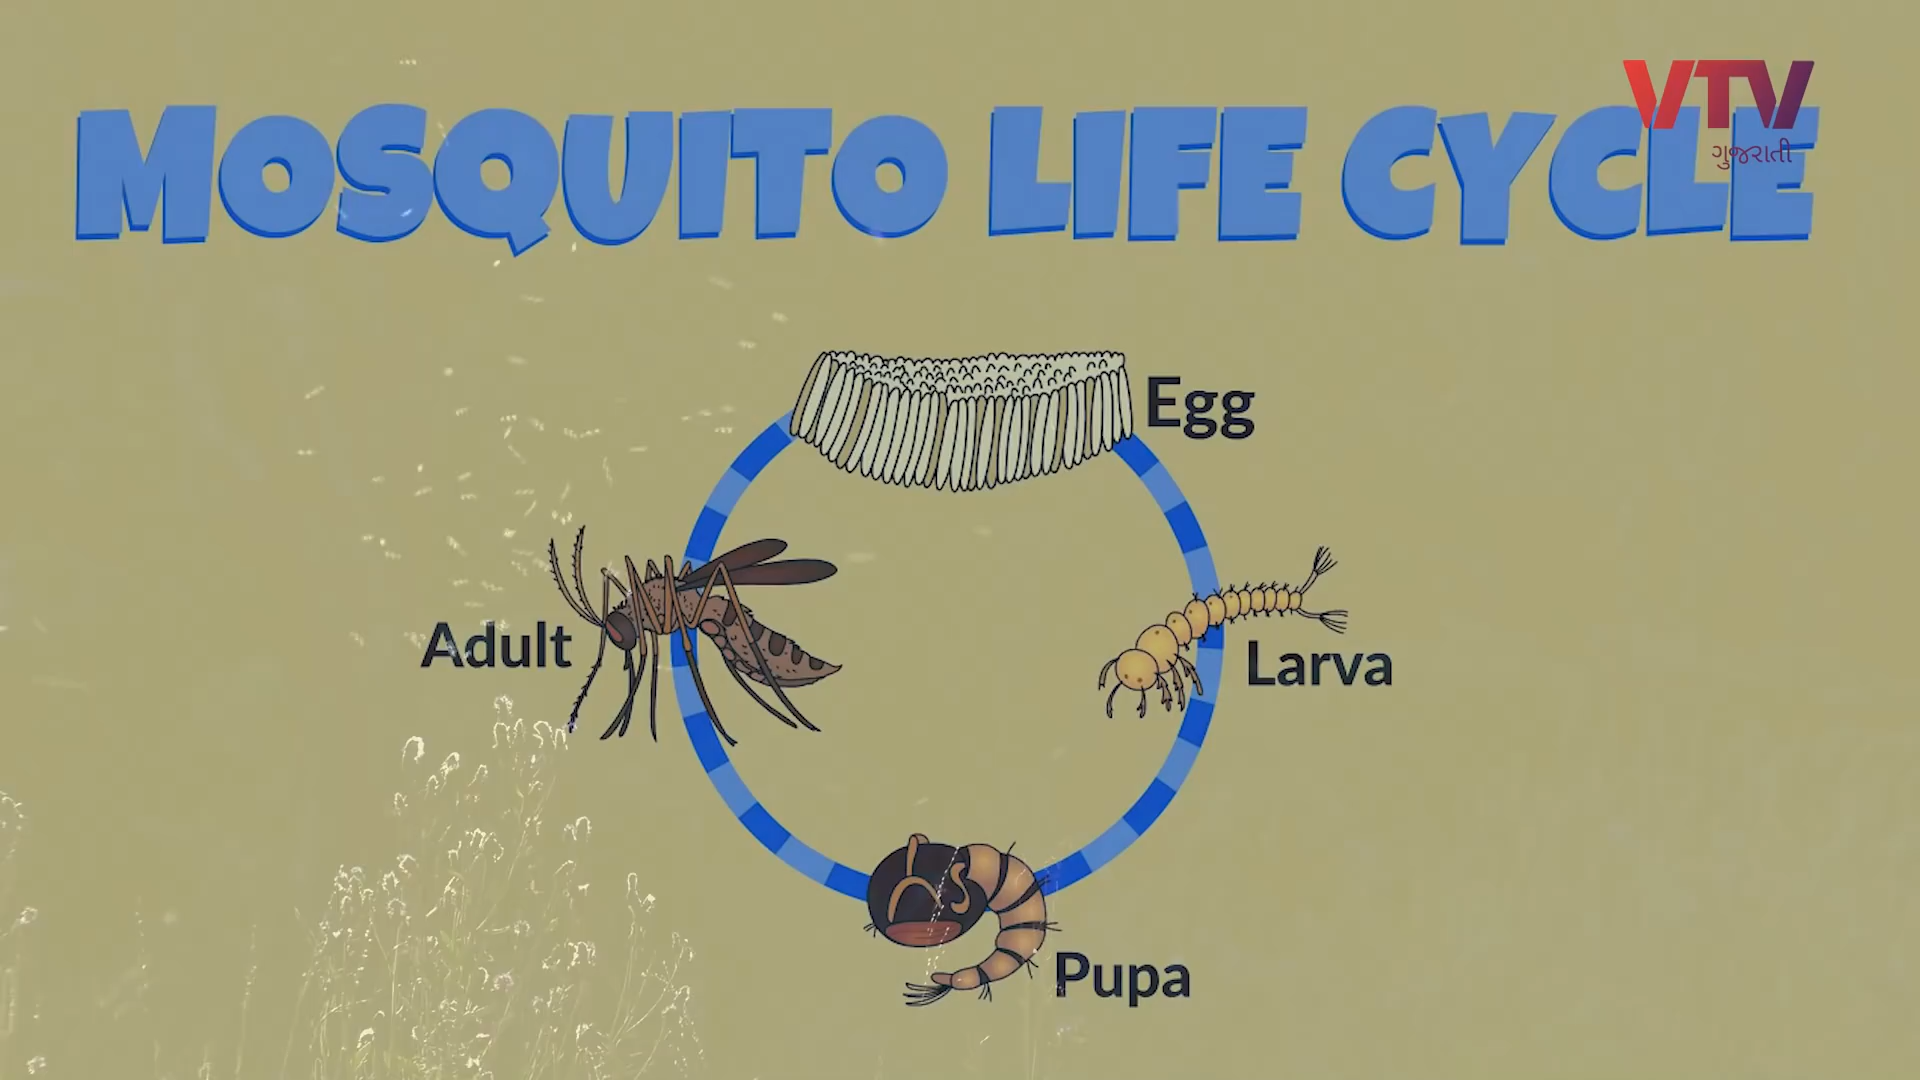 MOSQUITO LIFE CYCLE
VTV
ગુજરાતી
Egg
Adult
Larva
Pupa